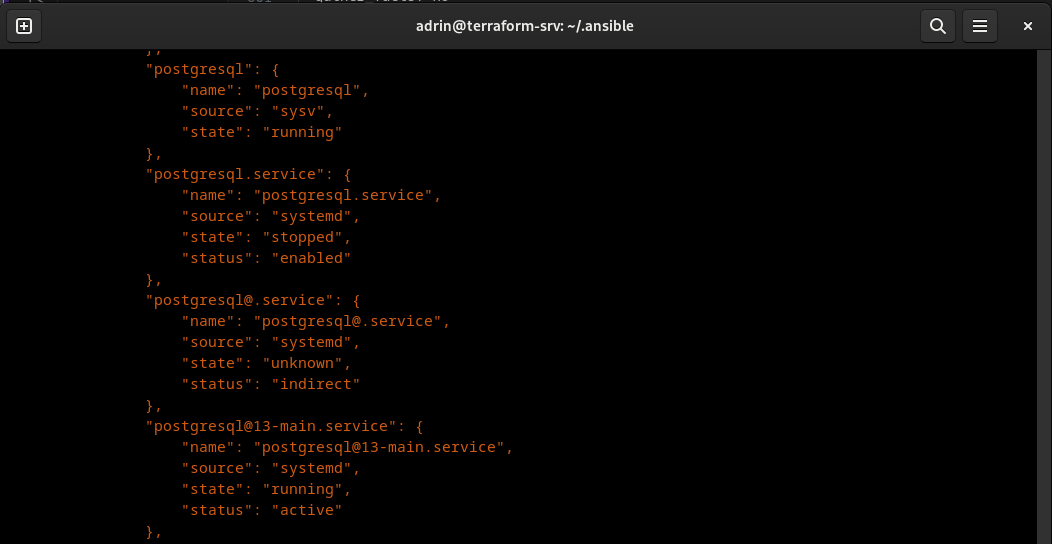 adrin@terraform-srv: ~/.ansible
},
"postgresql": {
"name": "postgresql",
"source": "sysv",
"state": "running"
},
"postgresql.service": {
"name": "postgresql.service",
"source": "systemd",
"state": "stopped",
"status": "enabled"
},
"postgresql@.service": {
"name": "postgresql@.service",
"source": "systemd",
"state": "unknown",
"status": "indirect"
},
"postgresql@13-main.service": {
"name": "postgresql@13-main.service",
"source": "systemd",
"state": "running",
"status": "active"
},